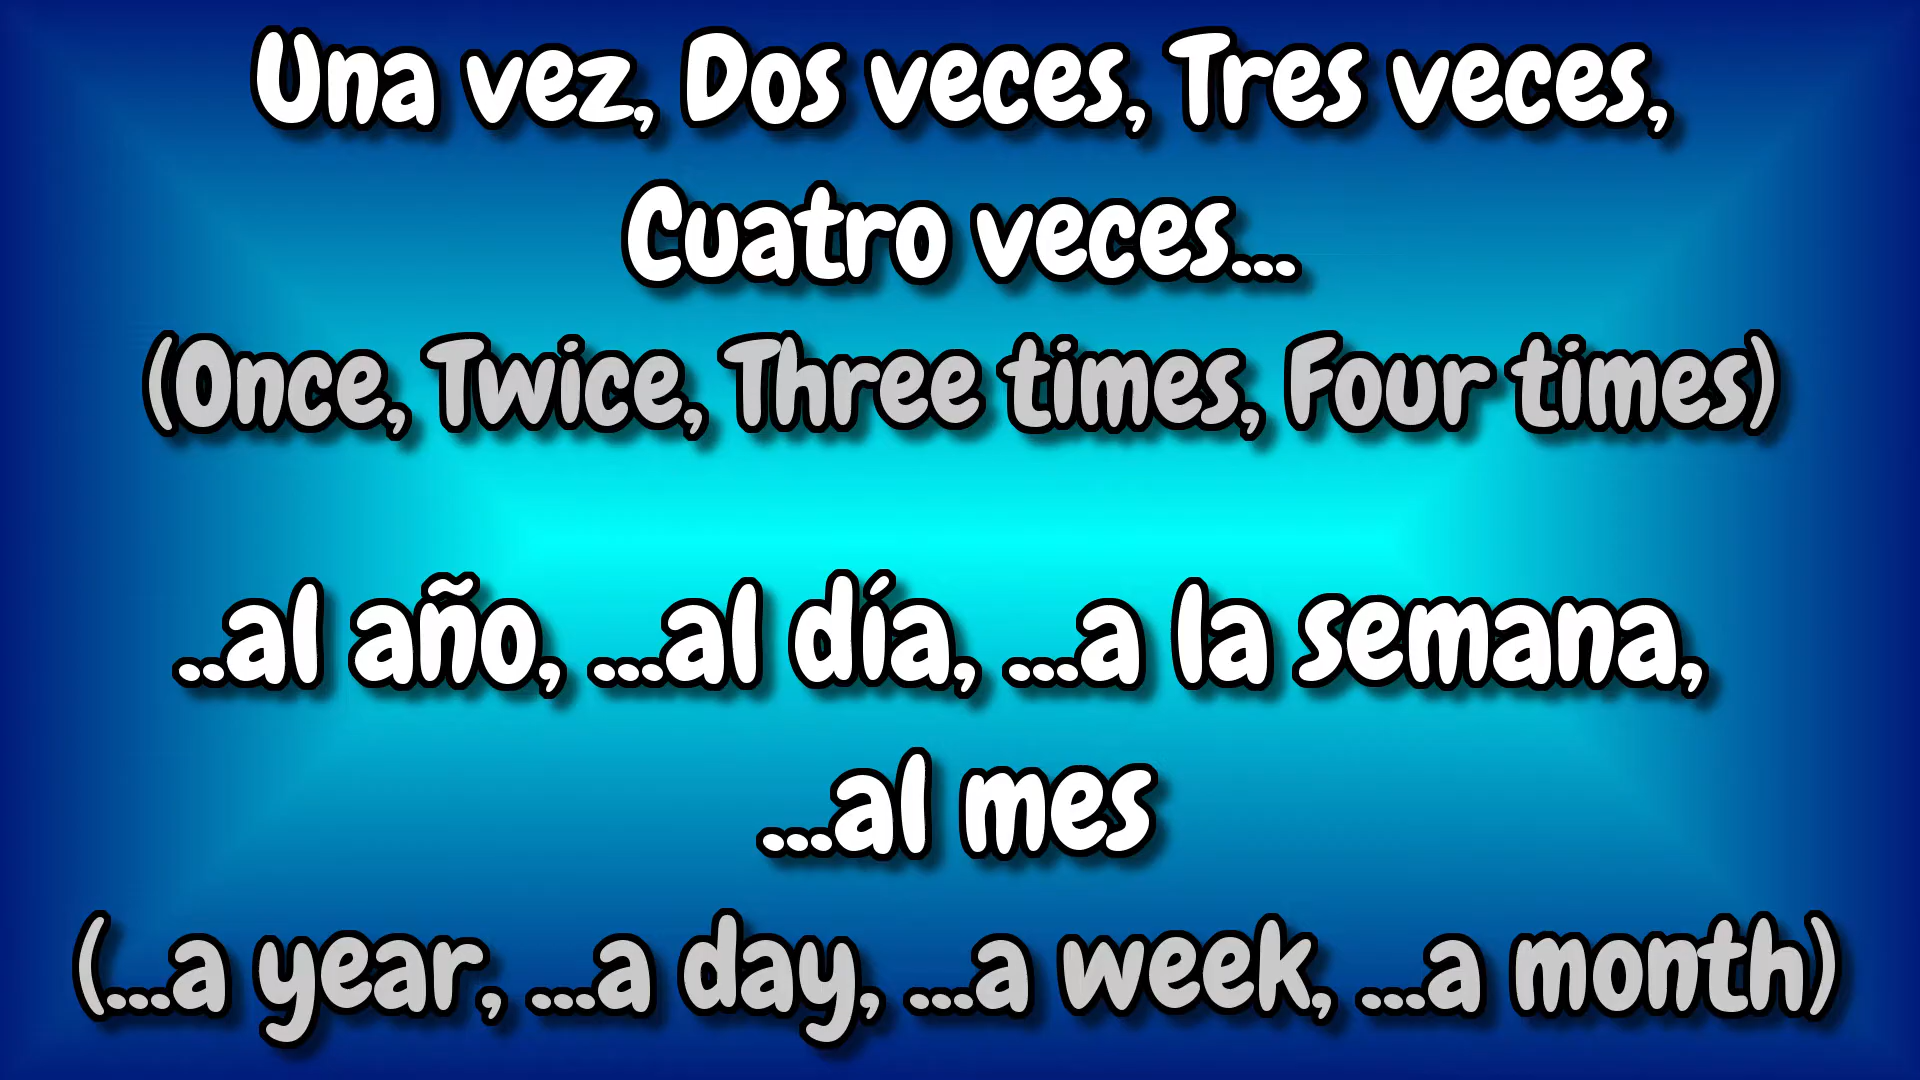 Una vez, Dos veces, Tres veces,
Cuatro veces...
(Once, Twice, Three times, Four times)
..al año, ...al día, ...a la semana,
...al mes
(...a year, ...a day, ...a week, ...a month)